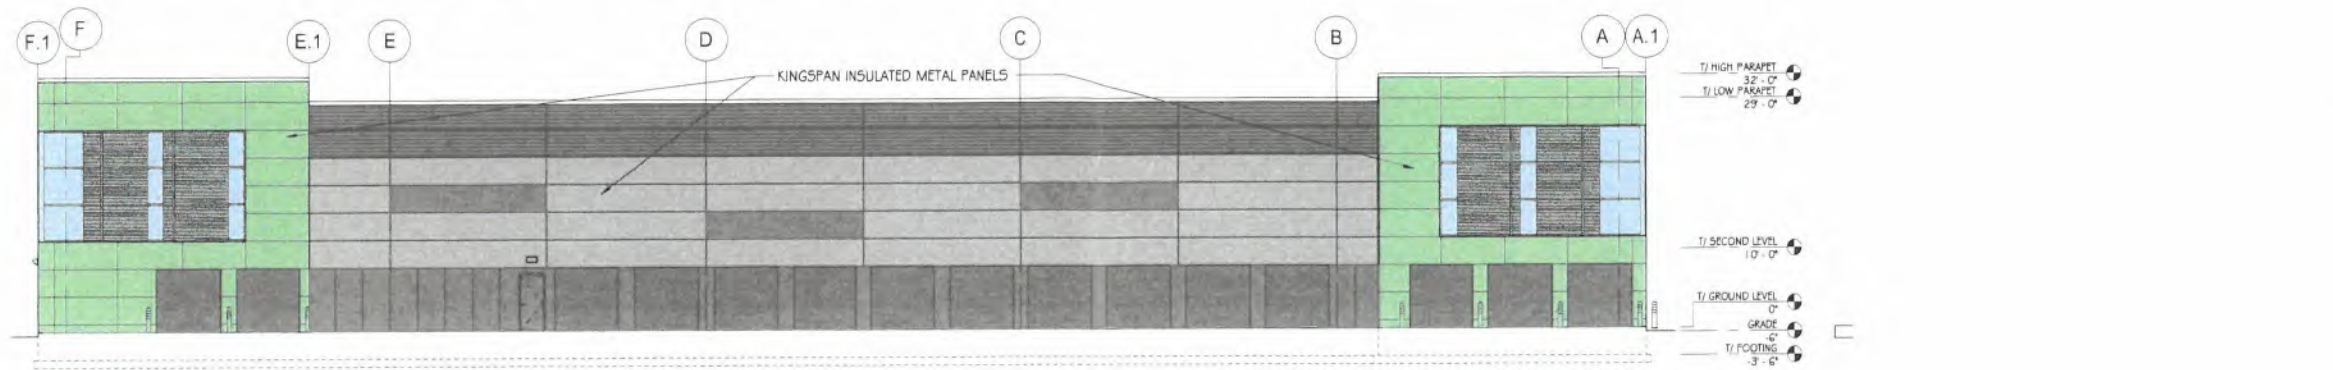 F.1 F E.1 E D C B A A.1
KINGSPAN INSULATED METAL PANELS
T/ HIGH PARAPET
32' - 0"
T/ LOW PARAPET
29' - 0"
T/ SECOND LEVEL
10' - 0"
T/ GROUND LEVEL
0"
GRADE
-6"
T/ FOOTING
-3' - 6"